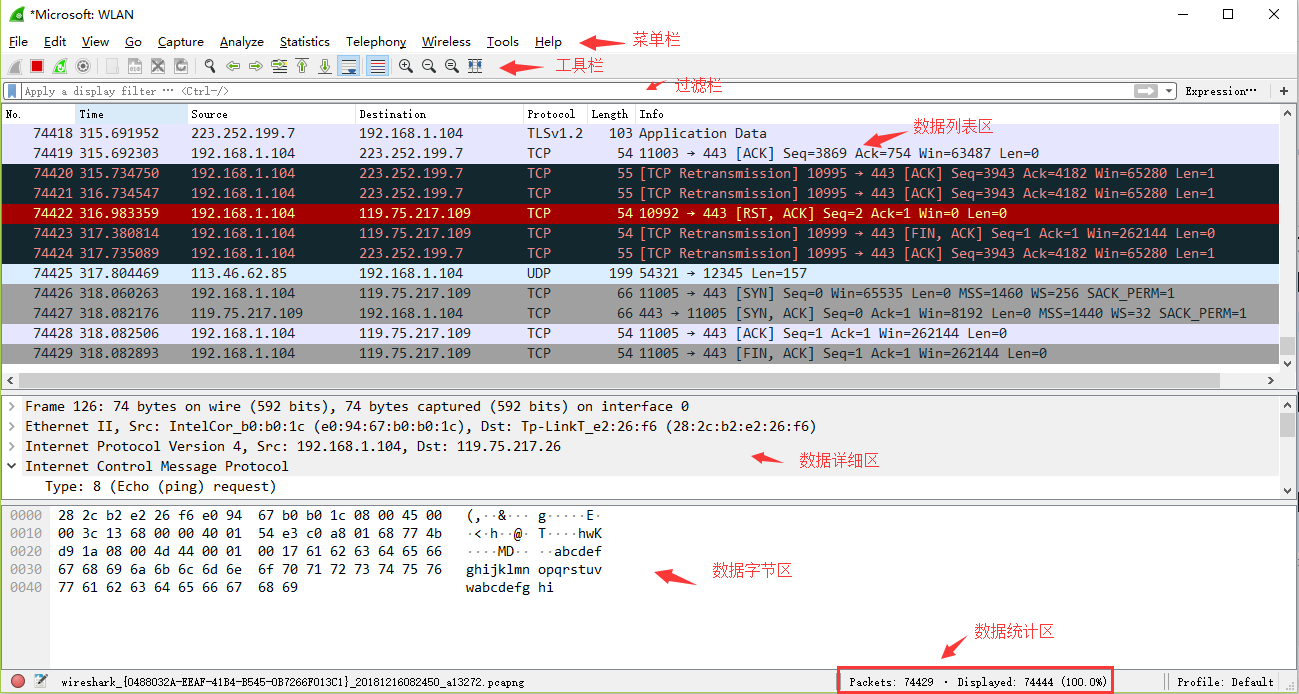 *Microsoft: WLAN
File Edit View Go Capture Analyze Statistics Telephony Wireless Tools Help 菜单栏
工具栏
Apply a display filter ··· <Ctrl-/> 过滤栏 Expression··· +
No. Time Source Destination Protocol Length Info
数据列表区
74418 315.691952 223.252.199.7 192.168.1.104 TLSv1.2 103 Application Data
74419 315.692303 192.168.1.104 223.252.199.7 TCP 54 11003 → 443 [ACK] Seq=3869 Ack=754 Win=63487 Len=0
74420 315.734750 192.168.1.104 223.252.199.7 TCP 55 [TCP Retransmission] 10995 → 443 [ACK] Seq=3943 Ack=4182 Win=65280 Len=1
74421 316.734547 192.168.1.104 223.252.199.7 TCP 55 [TCP Retransmission] 10995 → 443 [ACK] Seq=3943 Ack=4182 Win=65280 Len=1
74422 316.983359 192.168.1.104 119.75.217.109 TCP 54 10992 → 443 [RST, ACK] Seq=2 Ack=1 Win=0 Len=0
74423 317.380814 192.168.1.104 119.75.217.109 TCP 54 [TCP Retransmission] 10999 → 443 [FIN, ACK] Seq=1 Ack=1 Win=262144 Len=0
74424 317.735089 192.168.1.104 223.252.199.7 TCP 55 [TCP Retransmission] 10995 → 443 [ACK] Seq=3943 Ack=4182 Win=65280 Len=1
74425 317.804469 113.46.62.85 192.168.1.104 UDP 199 54321 → 12345 Len=157
74426 318.060263 192.168.1.104 119.75.217.109 TCP 66 11005 → 443 [SYN] Seq=0 Win=65535 Len=0 MSS=1460 WS=256 SACK_PERM=1
74427 318.082176 119.75.217.109 192.168.1.104 TCP 66 443 → 11005 [SYN, ACK] Seq=0 Ack=1 Win=8192 Len=0 MSS=1440 WS=32 SACK_PERM=1
74428 318.082506 192.168.1.104 119.75.217.109 TCP 54 11005 → 443 [ACK] Seq=1 Ack=1 Win=262144 Len=0
74429 318.082893 192.168.1.104 119.75.217.109 TCP 54 11005 → 443 [FIN, ACK] Seq=1 Ack=1 Win=262144 Len=0
Frame 126: 74 bytes on wire (592 bits), 74 bytes captured (592 bits) on interface 0
Ethernet II, Src: IntelCor_b0:b0:1c (e0:94:67:b0:b0:1c), Dst: Tp-LinkT_e2:26:f6 (28:2c:b2:e2:26:f6)
Internet Protocol Version 4, Src: 192.168.1.104, Dst: 119.75.217.26
数据详细区
Internet Control Message Protocol
Type: 8 (Echo (ping) request)
0000 28 2c b2 e2 26 f6 e0 94 67 b0 b0 1c 08 00 45 00 (,··&··· g·····E·
0010 00 3c 13 68 00 00 40 01 54 e3 c0 a8 01 68 77 4b ·<·h··@· T····hwK
0020 d9 1a 08 00 4d 44 00 01 00 17 61 62 63 64 65 66 ····MD·· ··abcdef
0030 67 68 69 6a 6b 6c 6d 6e 6f 70 71 72 73 74 75 76 ghijklmn opqrstuv
0040 77 61 62 63 64 65 66 67 68 69 wabcdefg hi
数据字节区
数据统计区
wireshark_{0488032A-EEAF-41B4-B545-0B7266F013C1}_20181216082450_a13272.pcapng Packets: 74429 · Displayed: 74444 (100.0%) Profile: Default